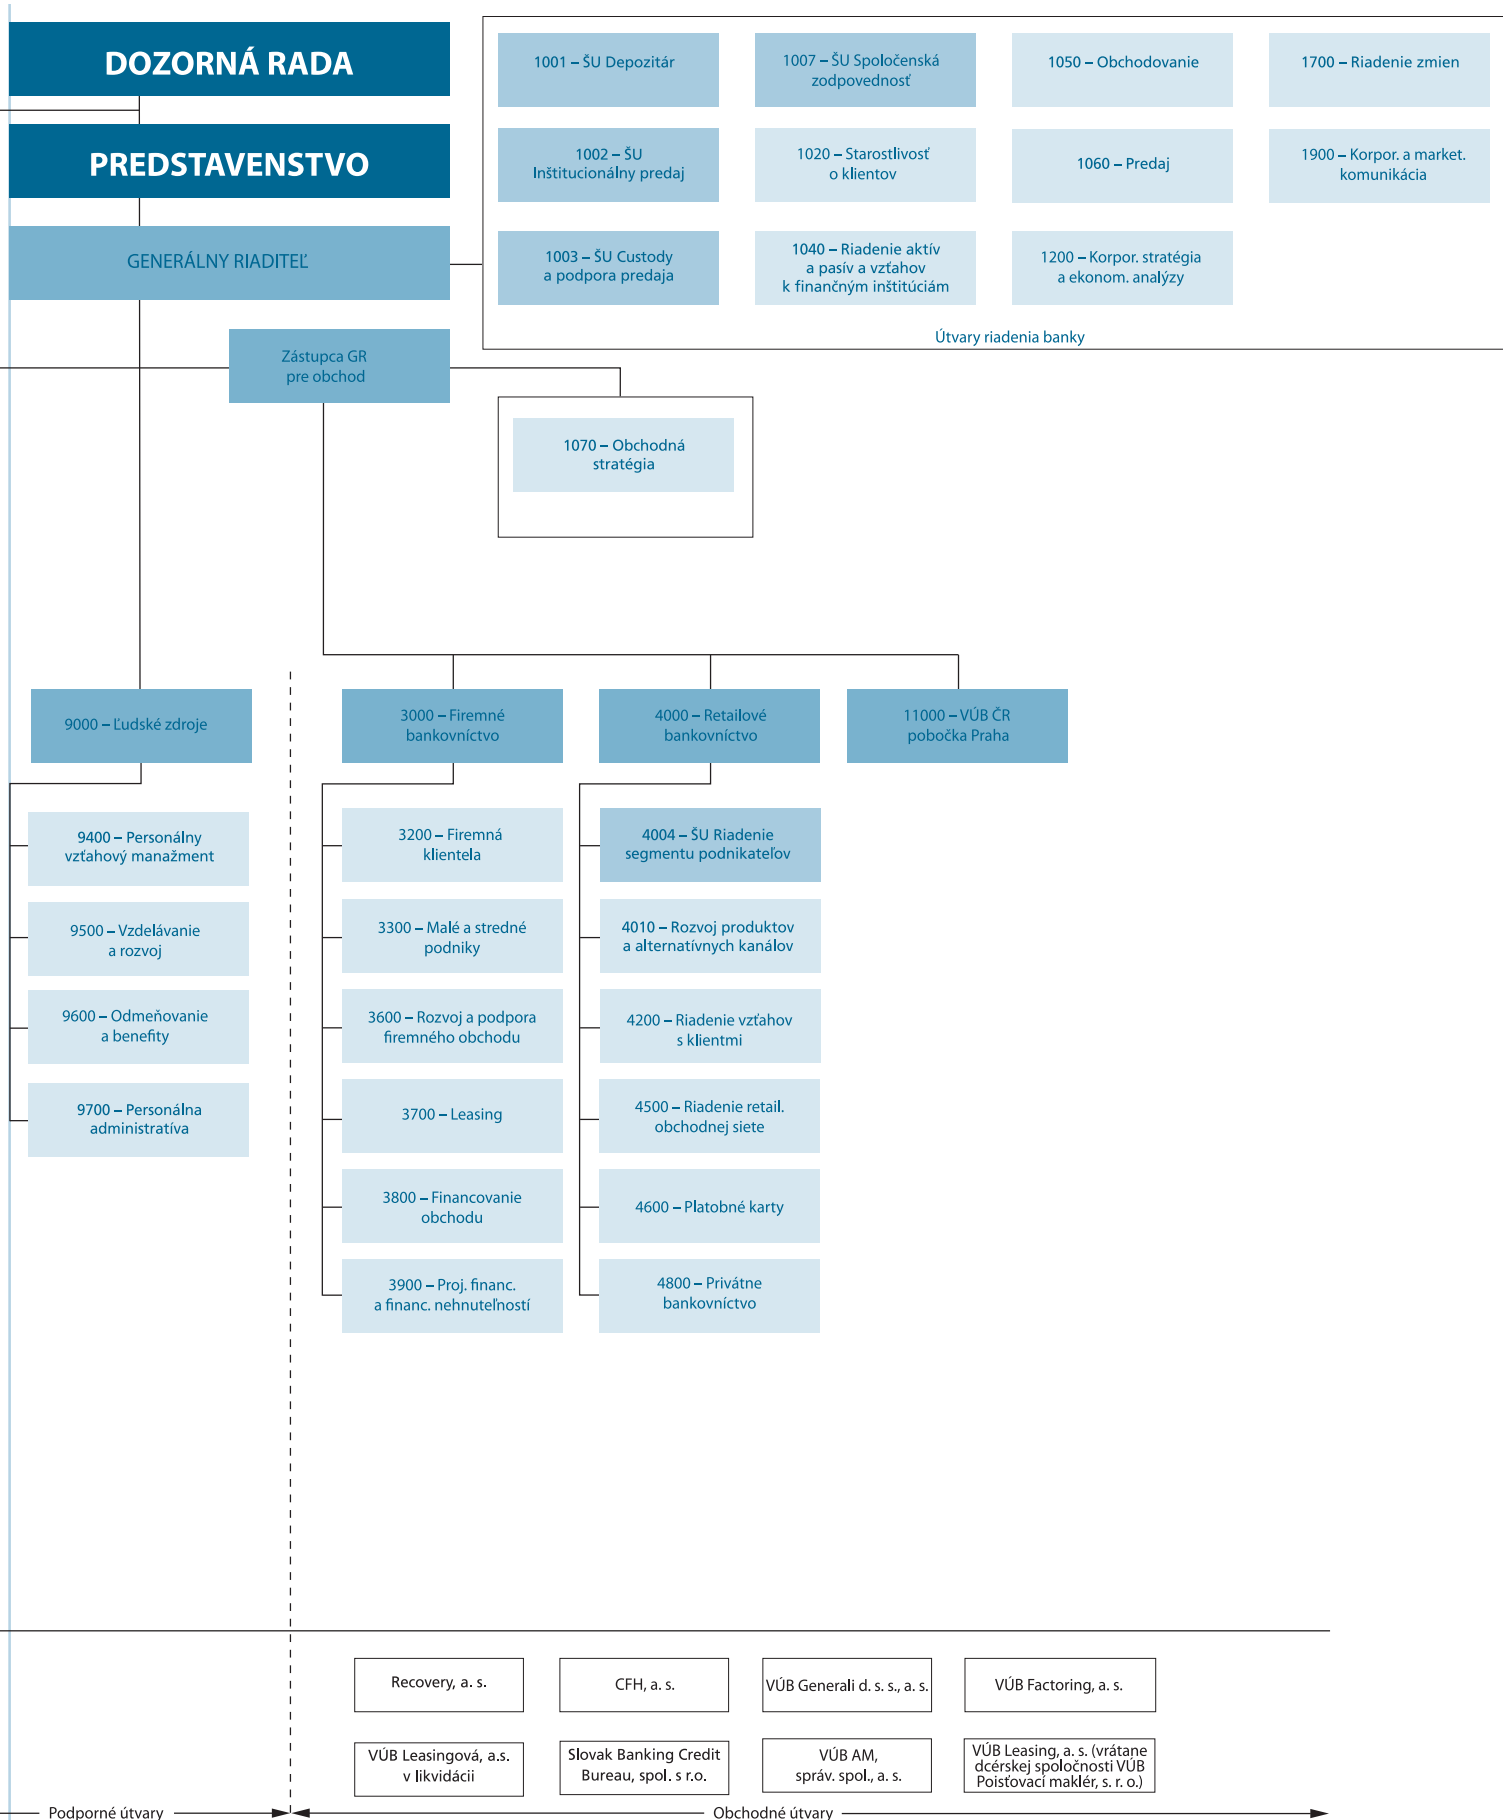 DOZORNÁ RADA
PREDSTAVENSTVO
GENERÁLNY RIADITEĽ
1001 – ŠU Depozitár
1007 – ŠU Spoločenská
zodpovednosť
1050 – Obchodovanie
1700 – Riadenie zmien
1002 – ŠU
Inštitucionálny predaj
1020 – Starostlivosť
o klientov
1060 – Predaj
1900 – Korpor. a market.
komunikácia
1003 – ŠU Custody
a podpora predaja
1040 – Riadenie aktív
a pasív a vzťahov
k finančným inštitúciám
1200 – Korpor. stratégia
a ekonom. analýzy
Útvary riadenia banky
Zástupca GR
pre obchod
1070 – Obchodná
stratégia
9000 – Ľudské zdroje
3000 – Firemné
bankovníctvo
4000 – Retailové
bankovníctvo
11000 – VÚB ČR
pobočka Praha
9400 – Personálny
vzťahový manažment
9500 – Vzdelávanie
a rozvoj
9600 – Odmeňovanie
a benefity
9700 – Personálna
administratíva
3200 – Firemná
klientela
3300 – Malé a stredné
podniky
3600 – Rozvoj a podpora
firemného obchodu
3700 – Leasing
3800 – Financovanie
obchodu
3900 – Proj. financ.
a financ. nehnuteľností
4004 – ŠU Riadenie
segmentu podnikateľov
4010 – Rozvoj produktov
a alternatívnych kanálov
4200 – Riadenie vzťahov
s klientmi
4500 – Riadenie retail.
obchodnej siete
4600 – Platobné karty
4800 – Privátne
bankovníctvo
Recovery, a. s.
CFH, a. s.
VÚB Generali d. s. s., a. s.
VÚB Factoring, a. s.
VÚB Leasingová, a.s.
v likvidácii
Slovak Banking Credit
Bureau, spol. s r.o.
VÚB AM,
správ. spol., a. s.
VÚB Leasing, a. s. (vrátane
dcérskej spoločnosti VÚB
Poisťovací maklér, s. r. o.)
Podporné útvary
Obchodné útvary